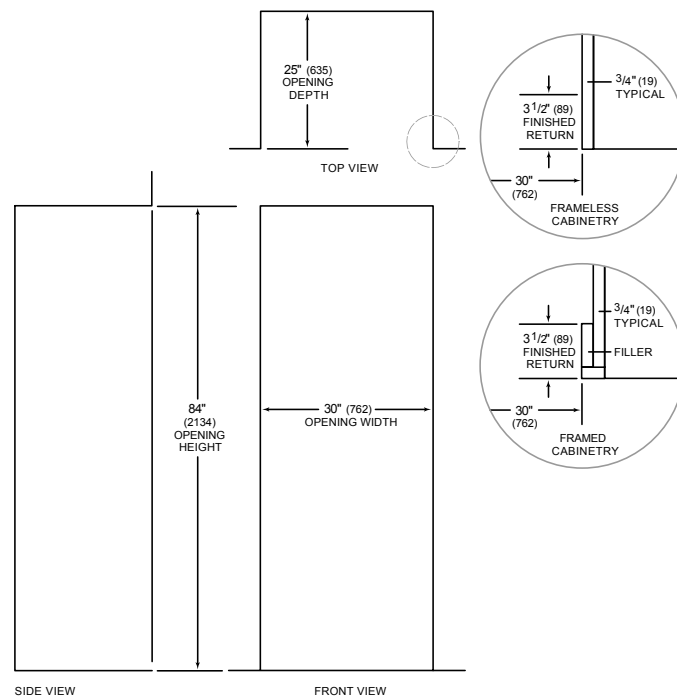 25" (635)
OPENING
DEPTH
TOP VIEW
3/4" (19)
TYPICAL
3 1/2" (89)
FINISHED
RETURN
30"
(762)
FRAMELESS
CABINETRY
3/4" (19)
TYPICAL
3 1/2" (89)
FINISHED
RETURN
FILLER
30"
(762)
FRAMED
CABINETRY
84"
(2134)
OPENING
HEIGHT
30" (762)
OPENING WIDTH
SIDE VIEW
FRONT VIEW